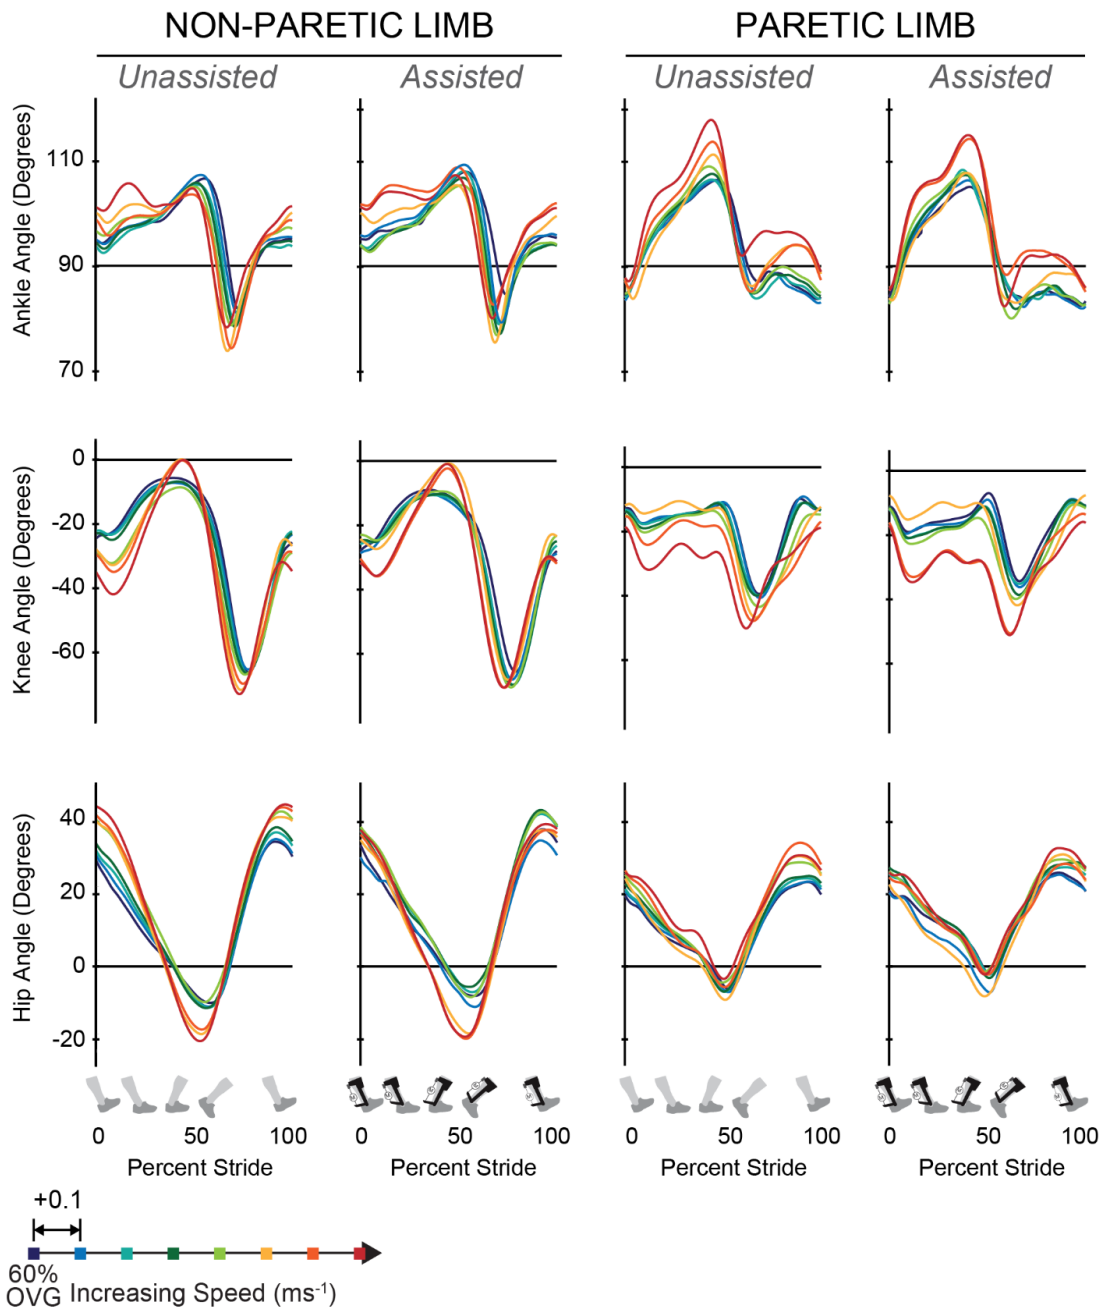 NON-PARETIC LIMB PARETIC LIMB
Unassisted Assisted Unassisted Assisted
Ankle Angle (Degrees)
110
90
70
Knee Angle (Degrees)
0
-20
-40
-60
Hip Angle (Degrees)
40
20
0
-20
0 50 100 0 50 100 0 50 100 0 50 100
Percent Stride Percent Stride Percent Stride Percent Stride
+0.1
60%
OVG Increasing Speed (ms⁻¹)